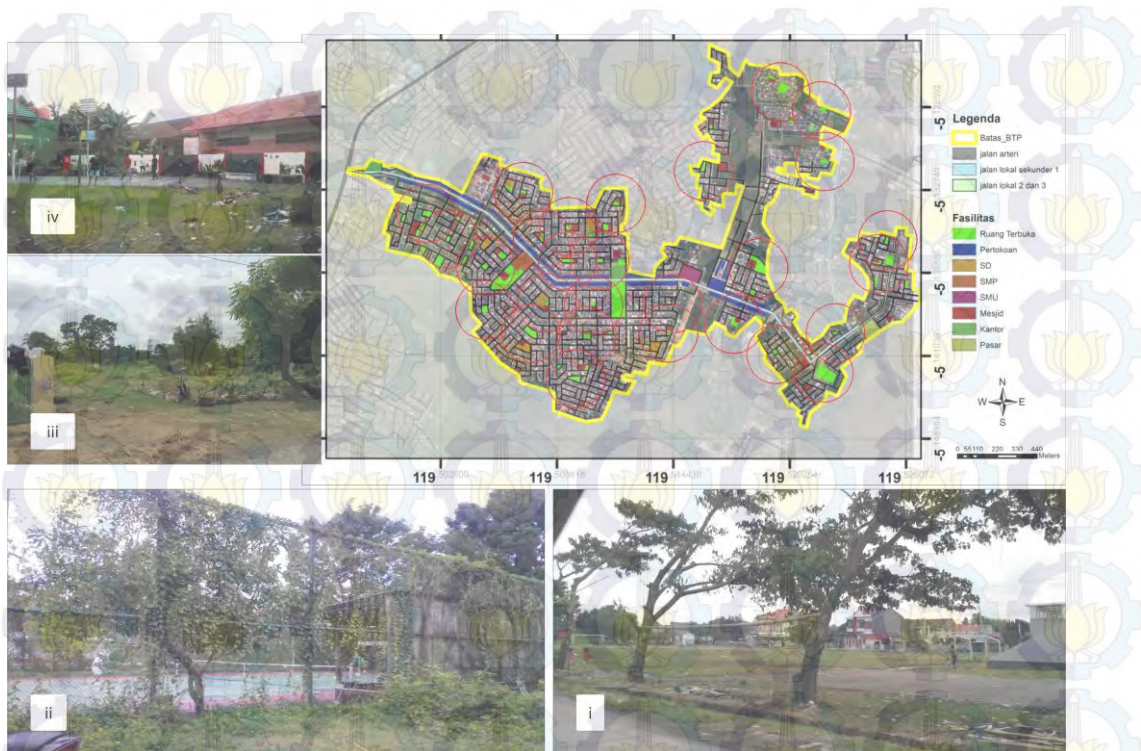 iv
iii
ii
i
-5
-5
-5
-5
-5
119
119
119
119
119
Legenda
Batas_BTP
jalan arteri
jalan lokal sekunder 1
jalan lokal 2 dan 3
Fasilitas
Ruang Terbuka
Pertokoan
SD
SMP
SMU
Mesjid
Kantor
Pasar
N
W E
S
0 55 110 220 330 440
Meters